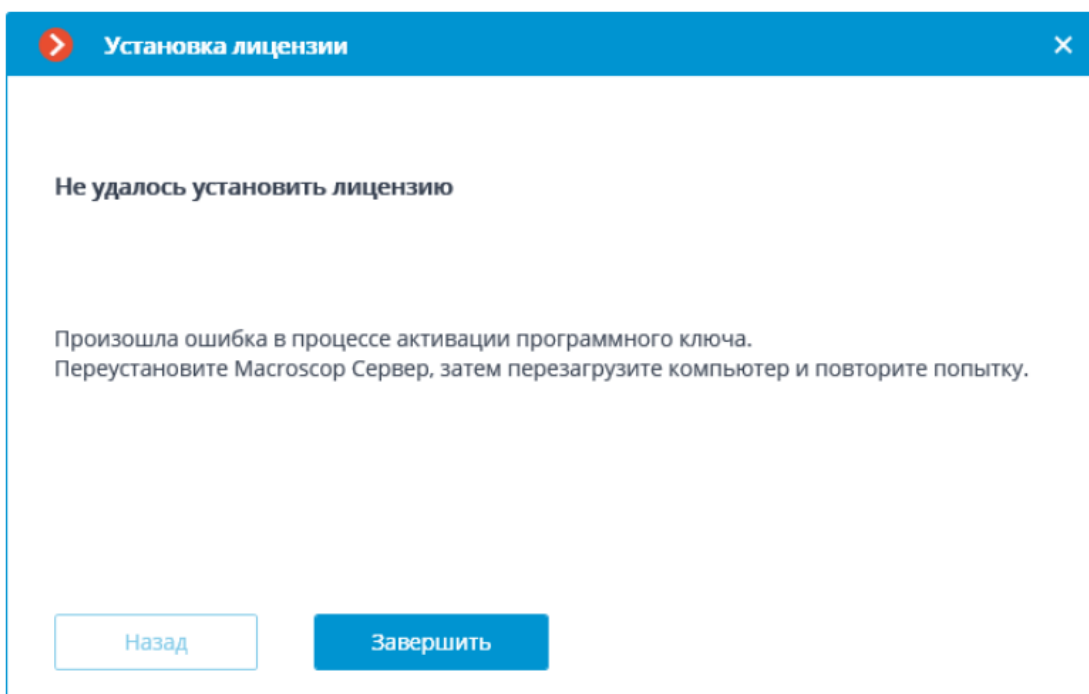 Установка лицензии
Не удалось установить лицензию
Произошла ошибка в процессе активации программного ключа.
Переустановите Macroscop Сервер, затем перезагрузите компьютер и повторите попытку.
Назад
Завершить